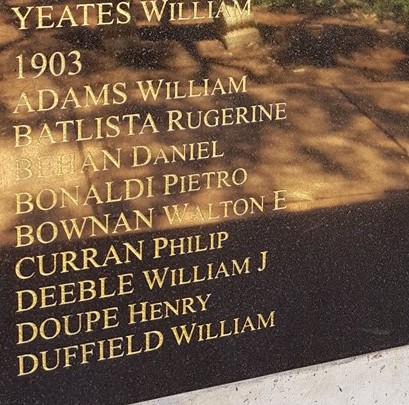 YEATES WILLIAM
1903
ADAMS WILLIAM
BATLISTA RUGERINE
BEHAN DANIEL
BONALDI PIETRO
BOWNAN WALTON E
CURRAN PHILIP
DEEBLE WILLIAM J
DOUPE HENRY
DUFFIELD WILLIAM